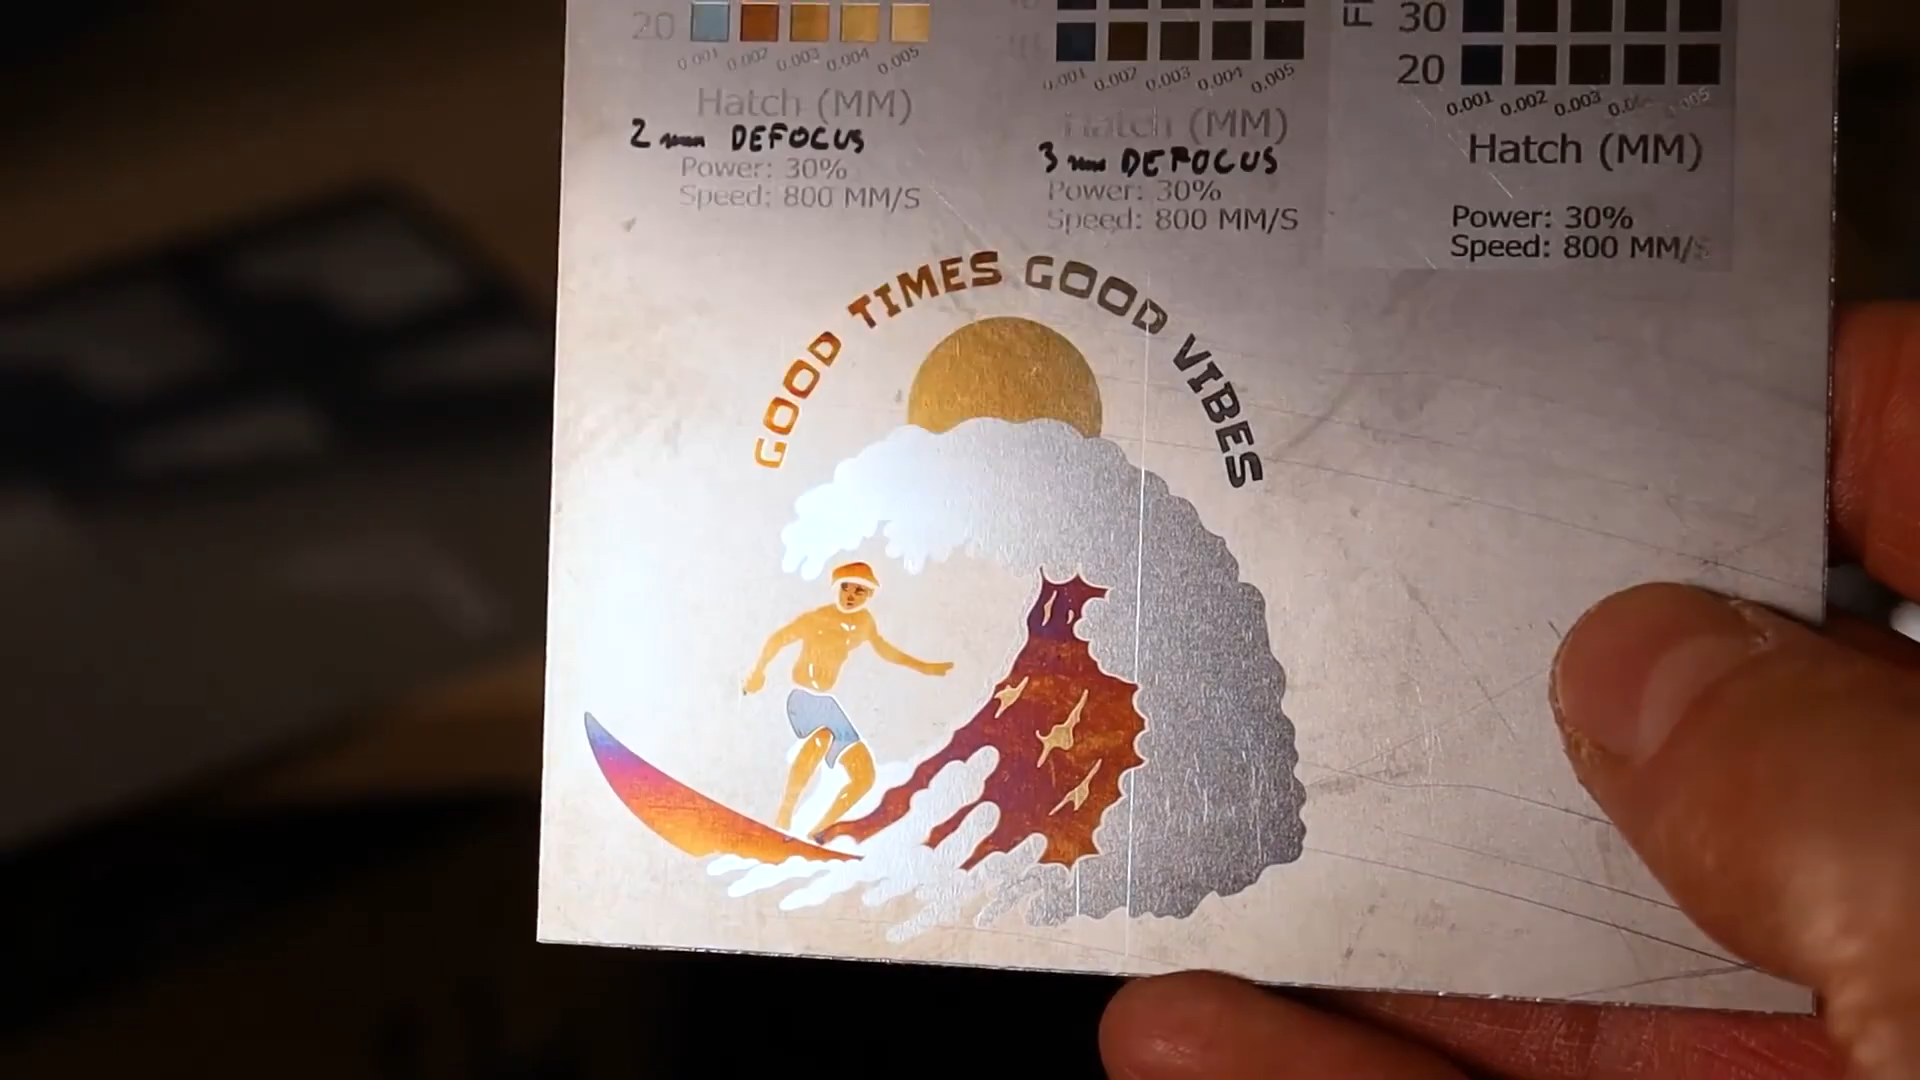 20
0.001 0.002 0.003 0.004 0.005
Hatch (MM)
2 mm DEFOCUS
Power: 30%
Speed: 800 MM/S
0.001 0.002 0.003 0.004 0.005
Hatch (MM)
3 mm DEFOCUS
Power: 30%
Speed: 800 MM/S
30
20
0.001 0.002 0.003
Hatch (MM)
Power: 30%
Speed: 800 MM/S
GOOD TIMES GOOD VIBES